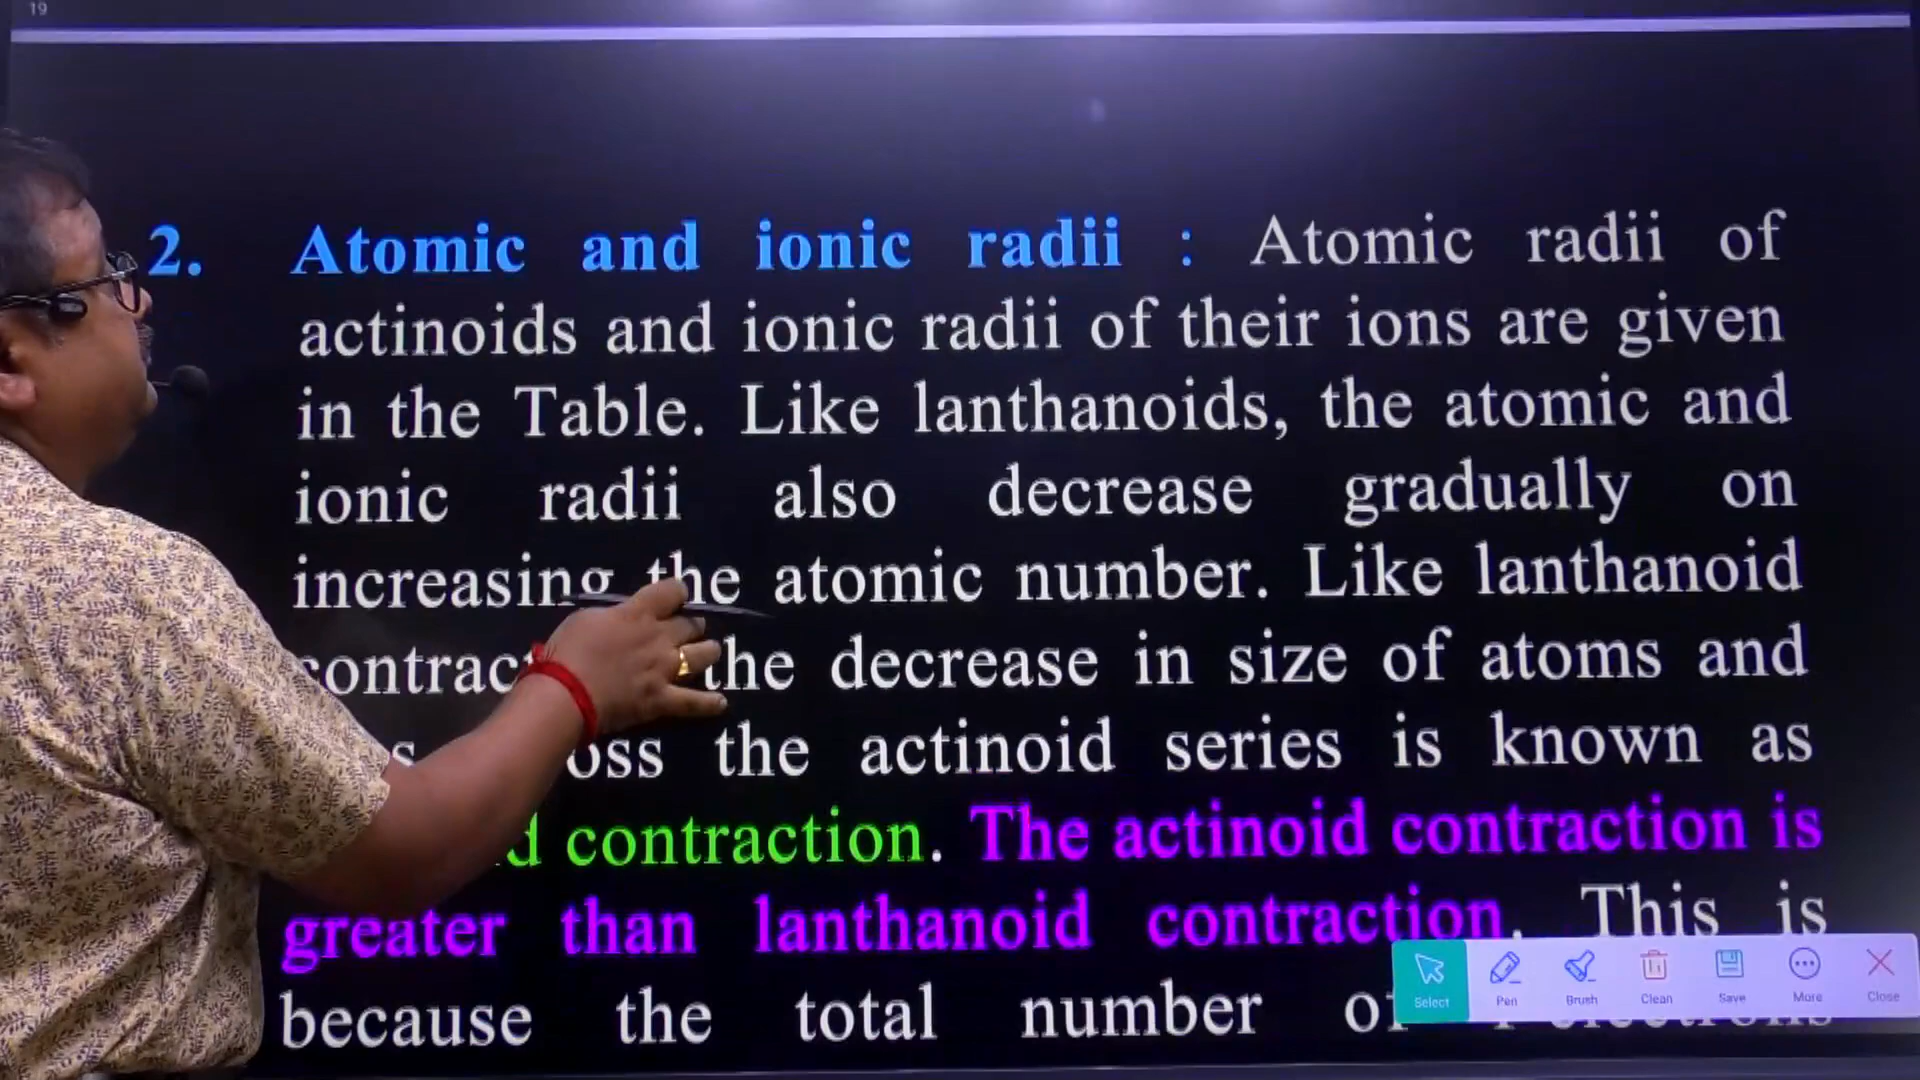 19
2. Atomic and ionic radii : Atomic radii of
actinoids and ionic radii of their ions are given
in the Table. Like lanthanoids, the atomic and
ionic radii also decrease gradually on
increasing the atomic number. Like lanthanoid
the decrease in size of atoms and
the actinoid series is known as
contraction. The actinoid contraction is
greater than lanthanoid contraction. This is
because the total number of
Select Pen Brush Clean Save More Close